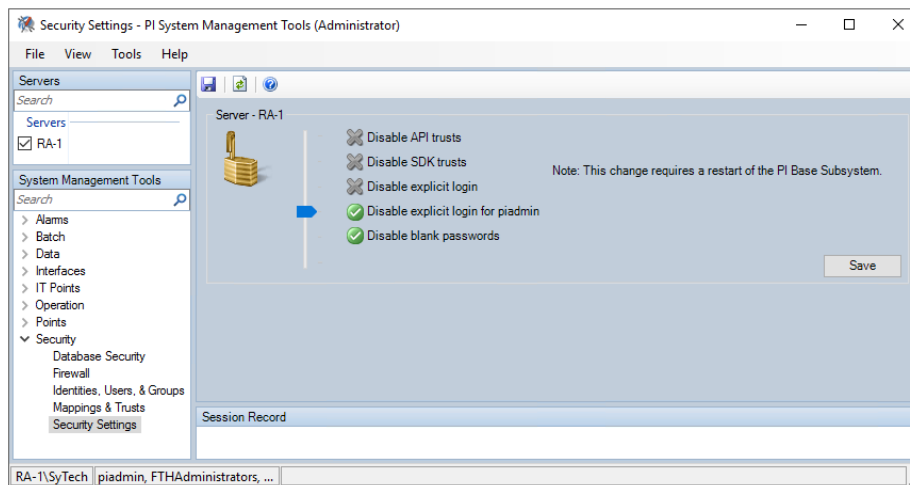 Security Settings - PI System Management Tools (Administrator)
File View Tools Help
Servers
Search
Servers
RA-1
System Management Tools
Search
Alarms
Batch
Data
Interfaces
IT Points
Operation
Points
Security
Database Security
Firewall
Identities, Users, & Groups
Mappings & Trusts
Security Settings
Server - RA-1
Disable API trusts
Disable SDK trusts
Disable explicit login
Disable explicit login for piadmin
Disable blank passwords
Note: This change requires a restart of the PI Base Subsystem.
Save
Session Record
RA-1\SyTech piadmin, FTHAdministrators, ...